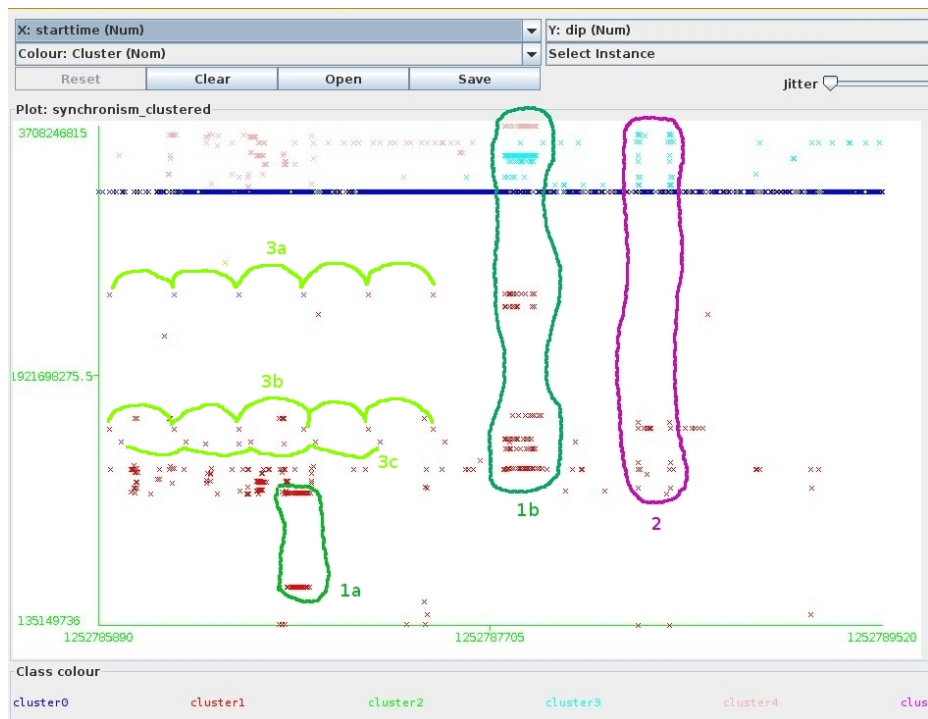 X: starttime (Num) Y: dip (Num)
Colour: Cluster (Nom) Select Instance
Reset Clear Open Save
Jitter
Plot: synchronism_clustered
3708246815
3a
1921698275.5
3b
3c
1b
2
1a
135149736
1252785890 1252787705 1252789520
Class colour
cluster0 cluster1 cluster2 cluster3 cluster4 clus